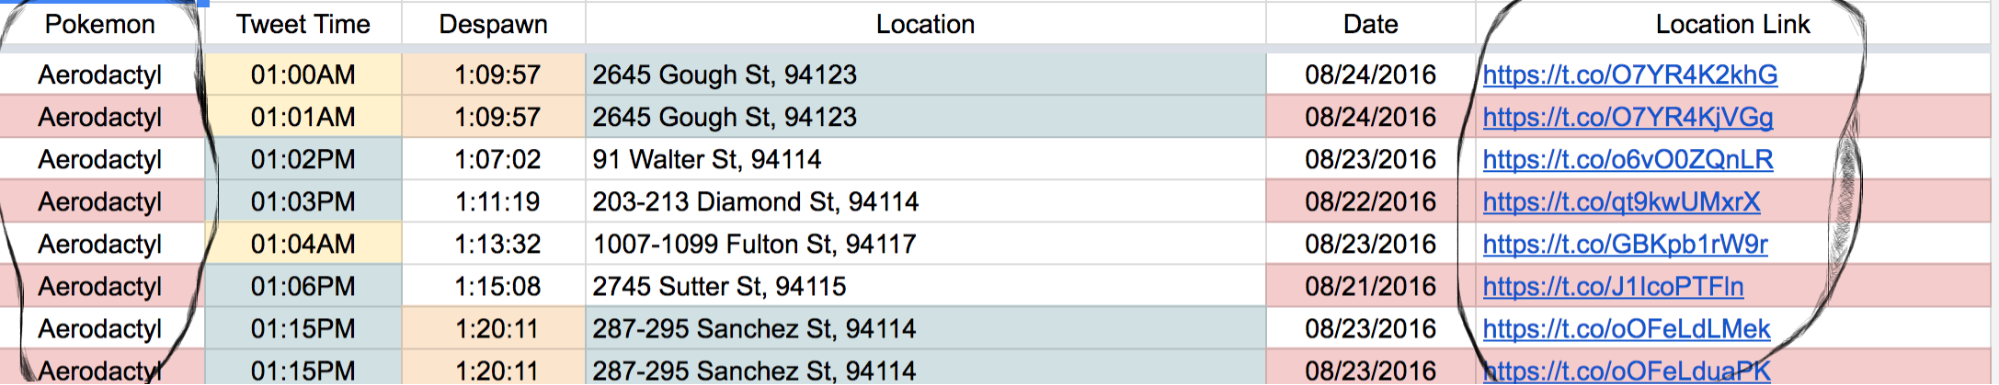 Pokemon Tweet Time Despawn Location Date Location Link
Aerodactyl 01:00AM 1:09:57 2645 Gough St, 94123 08/24/2016 https://t.co/O7YR4K2khG
Aerodactyl 01:01AM 1:09:57 2645 Gough St, 94123 08/24/2016 https://t.co/O7YR4KjVGg
Aerodactyl 01:02PM 1:07:02 91 Walter St, 94114 08/23/2016 https://t.co/o6vO0ZQnLR
Aerodactyl 01:03PM 1:11:19 203-213 Diamond St, 94114 08/22/2016 https://t.co/qt9kwUMxrX
Aerodactyl 01:04AM 1:13:32 1007-1099 Fulton St, 94117 08/23/2016 https://t.co/GBKpb1rW9r
Aerodactyl 01:06PM 1:15:08 2745 Sutter St, 94115 08/21/2016 https://t.co/J1IcoPTFln
Aerodactyl 01:15PM 1:20:11 287-295 Sanchez St, 94114 08/23/2016 https://t.co/oOFeLdLMek
Aerodactyl 01:15PM 1:20:11 287-295 Sanchez St, 94114 08/23/2016 https://t.co/oOFeLduaPK